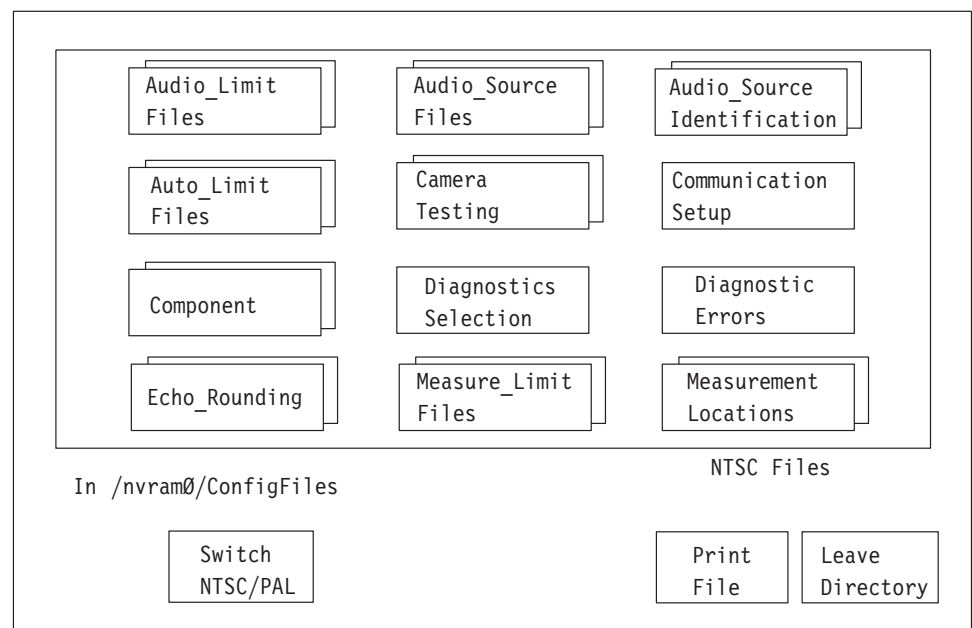 Audio_Limit
Files
Audio_Source
Files
Audio_Source
Identification
Auto_Limit
Files
Camera
Testing
Communication
Setup
Component
Diagnostics
Selection
Diagnostic
Errors
Echo_Rounding
Measure_Limit
Files
Measurement
Locations
NTSC Files
In /nvramØ/ConfigFiles
Switch
NTSC/PAL
Print
File
Leave
Directory